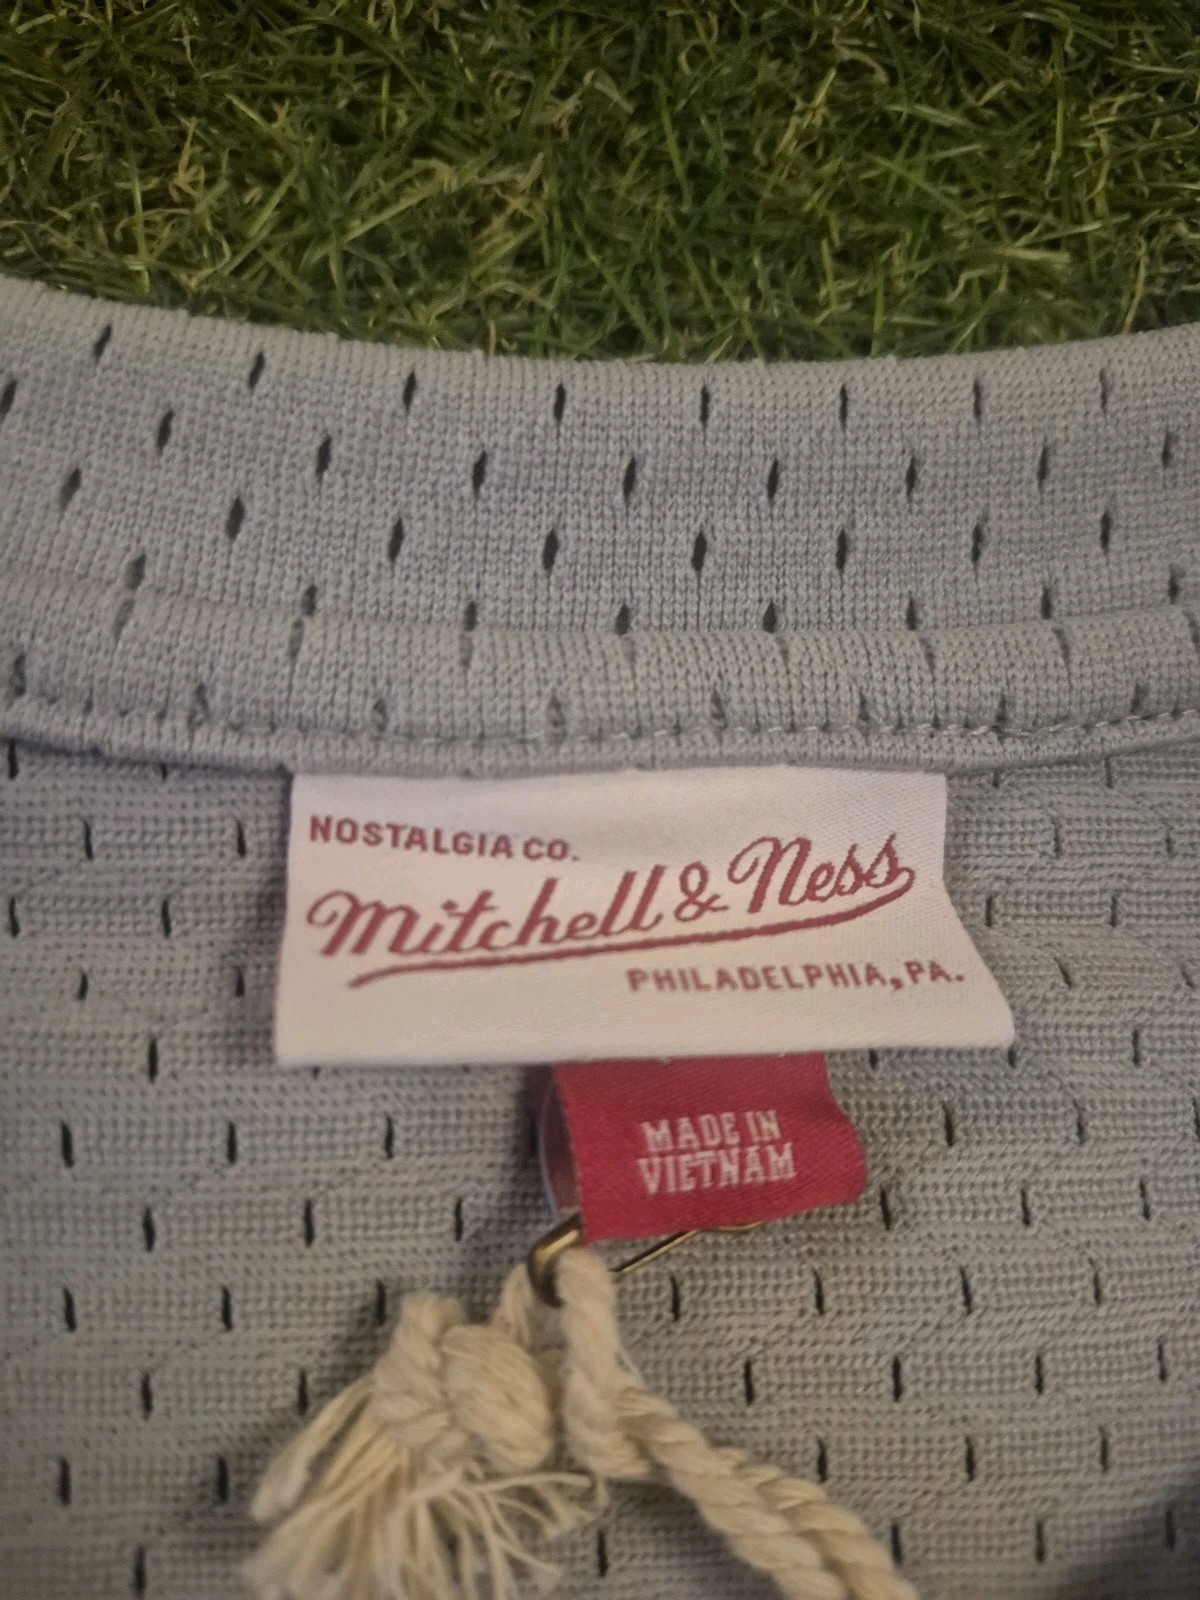 NOSTALGIA CO.
Mitchell & Ness
PHILADELPHIA, PA.
MADE IN
VIETNAM